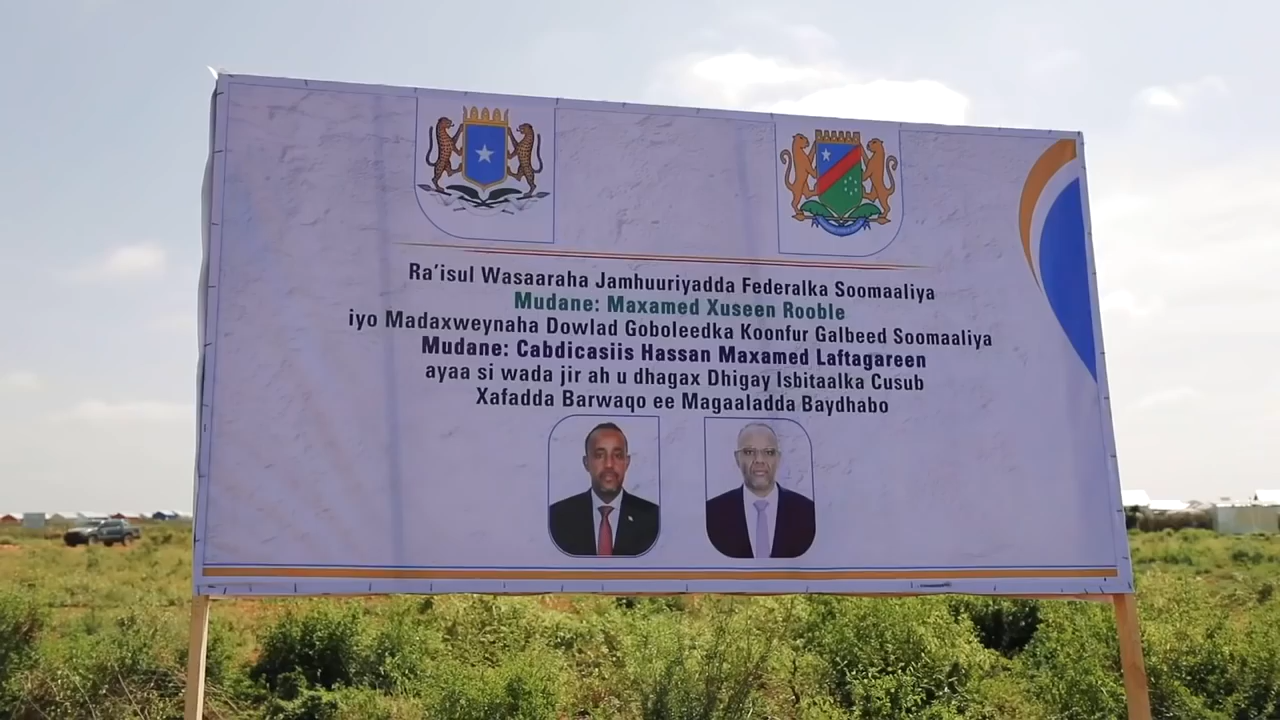 Ra'isul Wasaaraha Jamhuuriyadda Federalka Soomaaliya
Mudane: Maxamed Xuseen Rooble
iyo Madaxweynaha Dowlad Goboleedka Koonfur Galbeed Soomaaliya
Mudane: Cabdicasiis Hassan Maxamed Laftagareen
ayaa si wada jir ah u dhagax Dhigay Isbitaalka Cusub
Xafadda Barwaqo ee Magaaladda Baydhabo